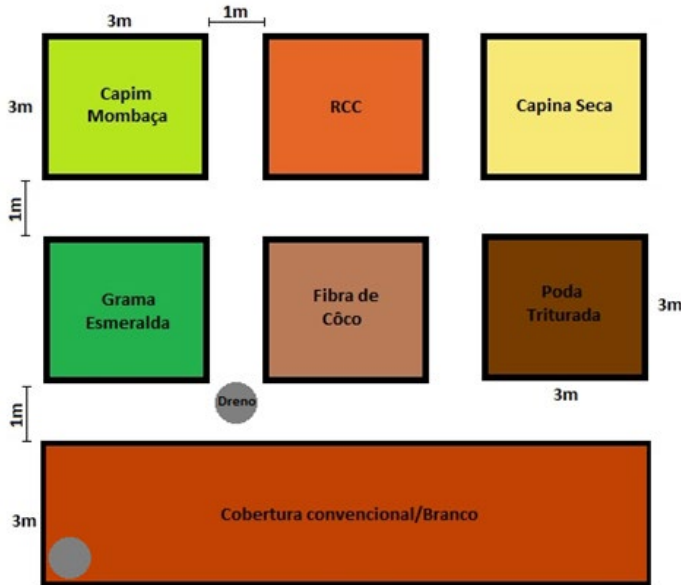 3m
1m
3m
Capim
Mombaça
RCC
Capina Seca
1m
Grama
Esmeralda
Fibra de
Côco
Poda
Triturada
3m
1m
Dreno
3m
3m
Cobertura convencional/Branco